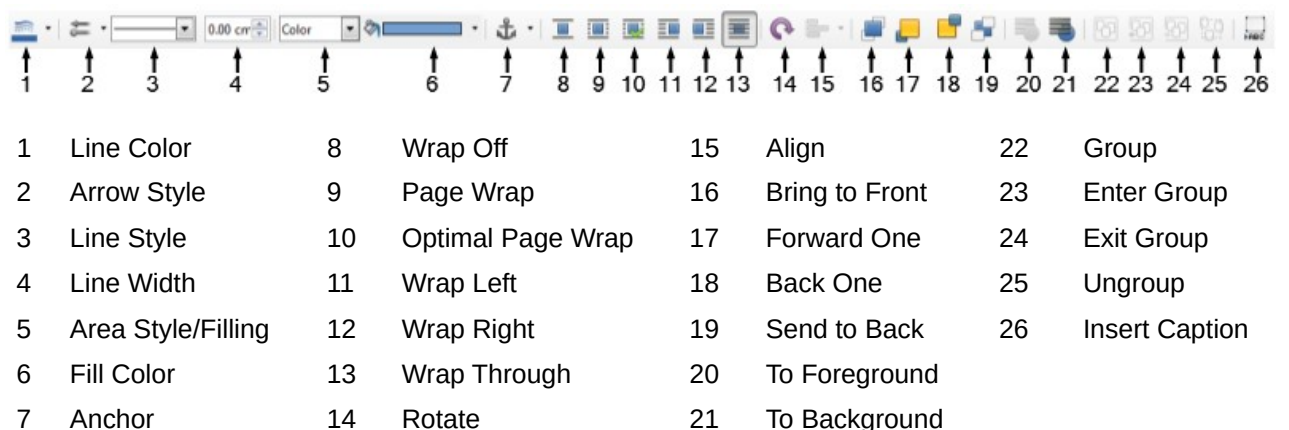 0.00 cm Color
1 2 3 4 5 6 7 8 9 10 11 12 13 14 15 16 17 18 19 20 21 22 23 24 25 26
1 Line Color 8 Wrap Off 15 Align 22 Group
2 Arrow Style 9 Page Wrap 16 Bring to Front 23 Enter Group
3 Line Style 10 Optimal Page Wrap 17 Forward One 24 Exit Group
4 Line Width 11 Wrap Left 18 Back One 25 Ungroup
5 Area Style/Filling 12 Wrap Right 19 Send to Back 26 Insert Caption
6 Fill Color 13 Wrap Through 20 To Foreground
7 Anchor 14 Rotate 21 To Background